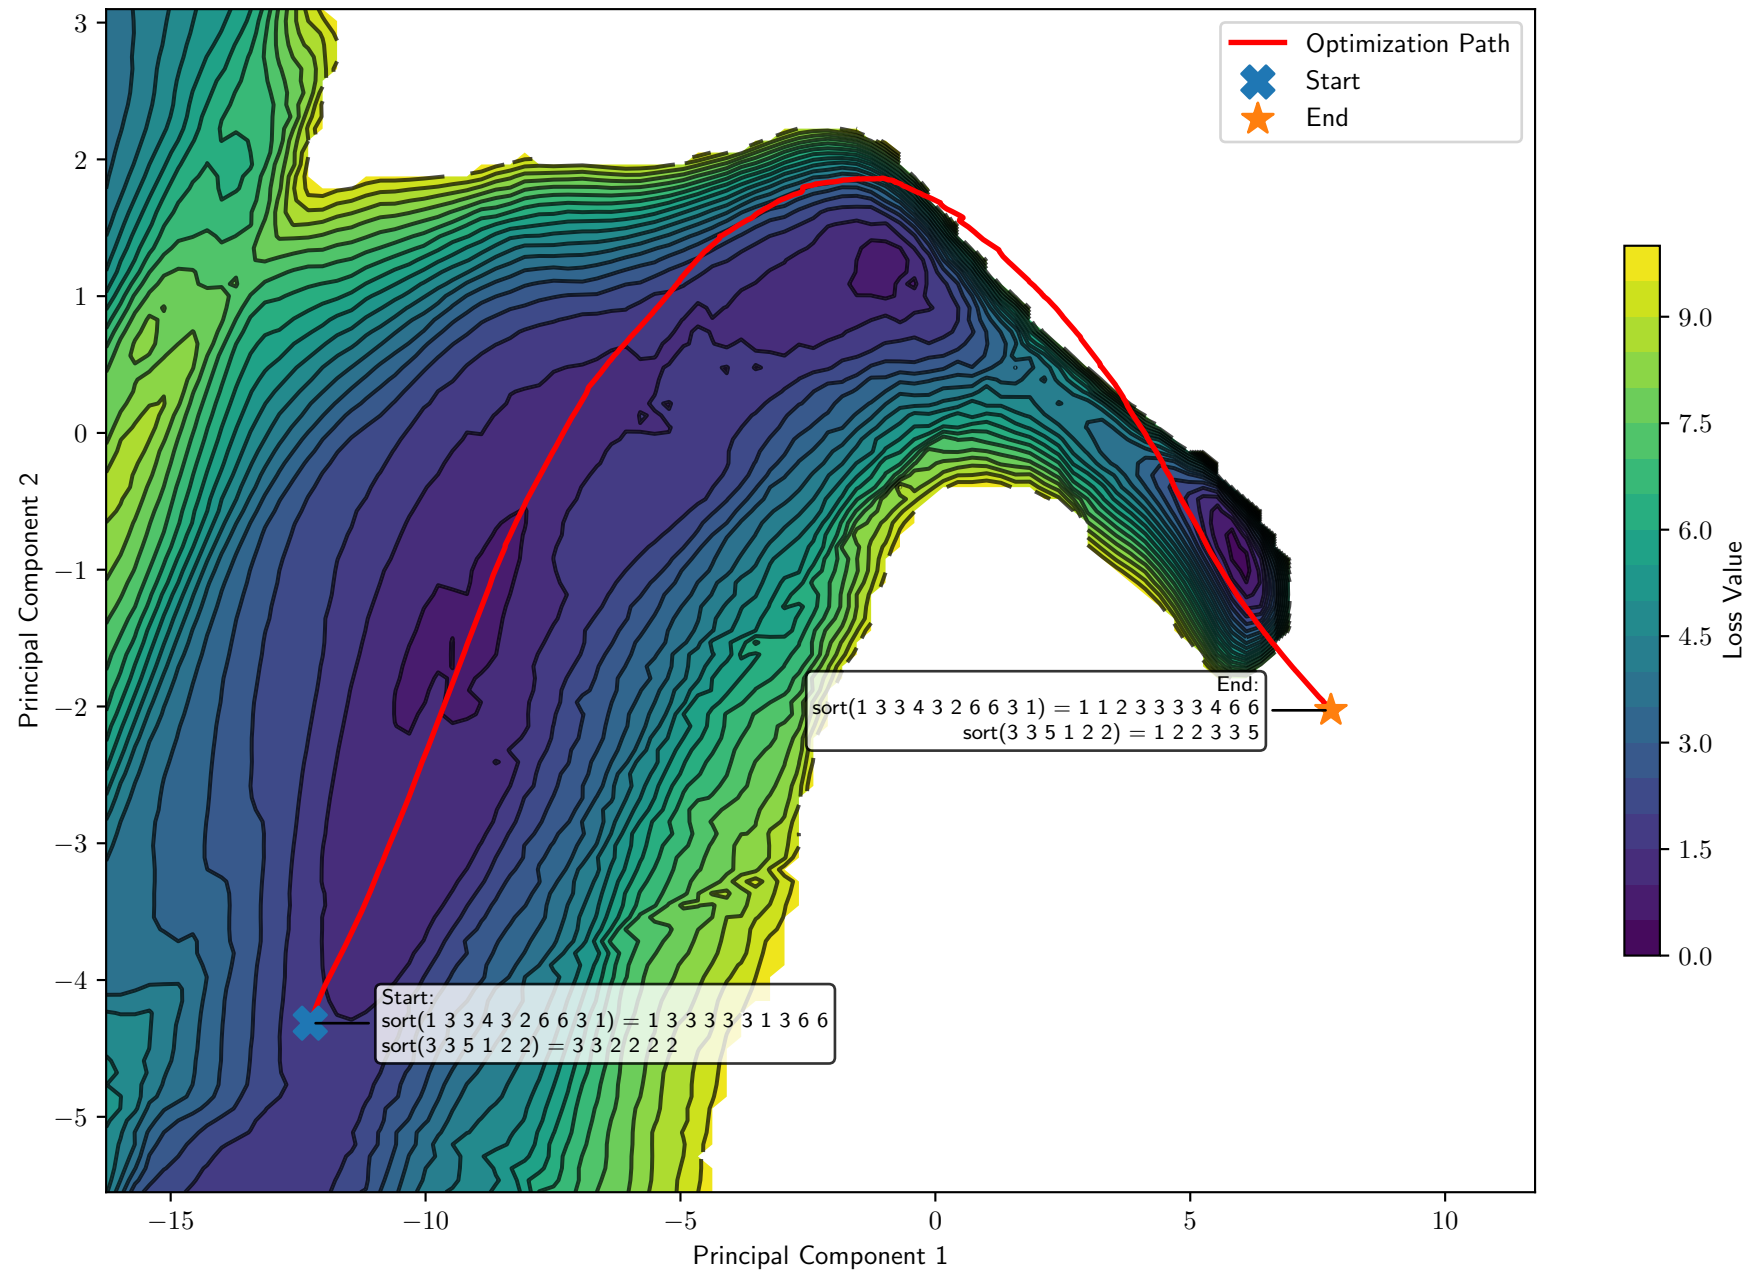 Optimization Path
Start
End
3
2
1
0
−1
−2
−3
−4
−5
Principal Component 2
End:
sort(1 3 3 4 3 2 6 6 3 1) = 1 1 2 3 3 3 3 4 6 6
sort(3 3 5 1 2 2) = 1 2 2 3 3 5
Start:
sort(1 3 3 4 3 2 6 6 3 1) = 1 3 3 3 3 3 1 3 6 6
sort(3 3 5 1 2 2) = 3 3 2 2 2 2
−15
−10
−5
0
5
10
Principal Component 1
9.0
7.5
6.0
4.5
3.0
1.5
0.0
Loss Value